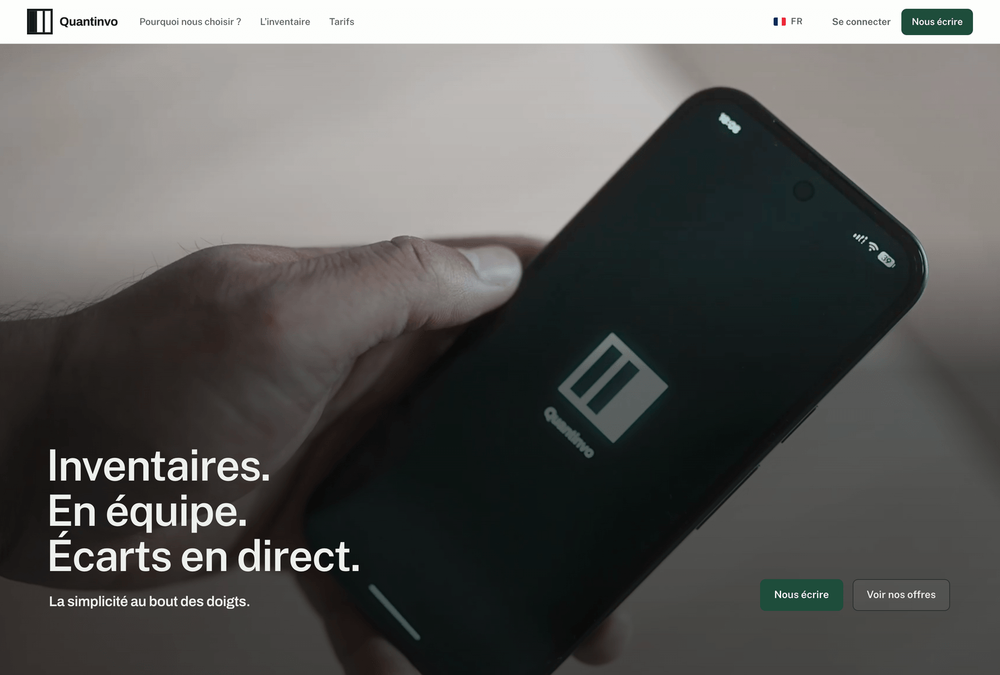 Quantinvo
Pourquoi nous choisir ?
L'inventaire
Tarifs
FR
Se connecter
Nous écrire
39
Quantinvo
Inventaires.
En équipe.
Écarts en direct.
La simplicité au bout des doigts.
Nous écrire
Voir nos offres